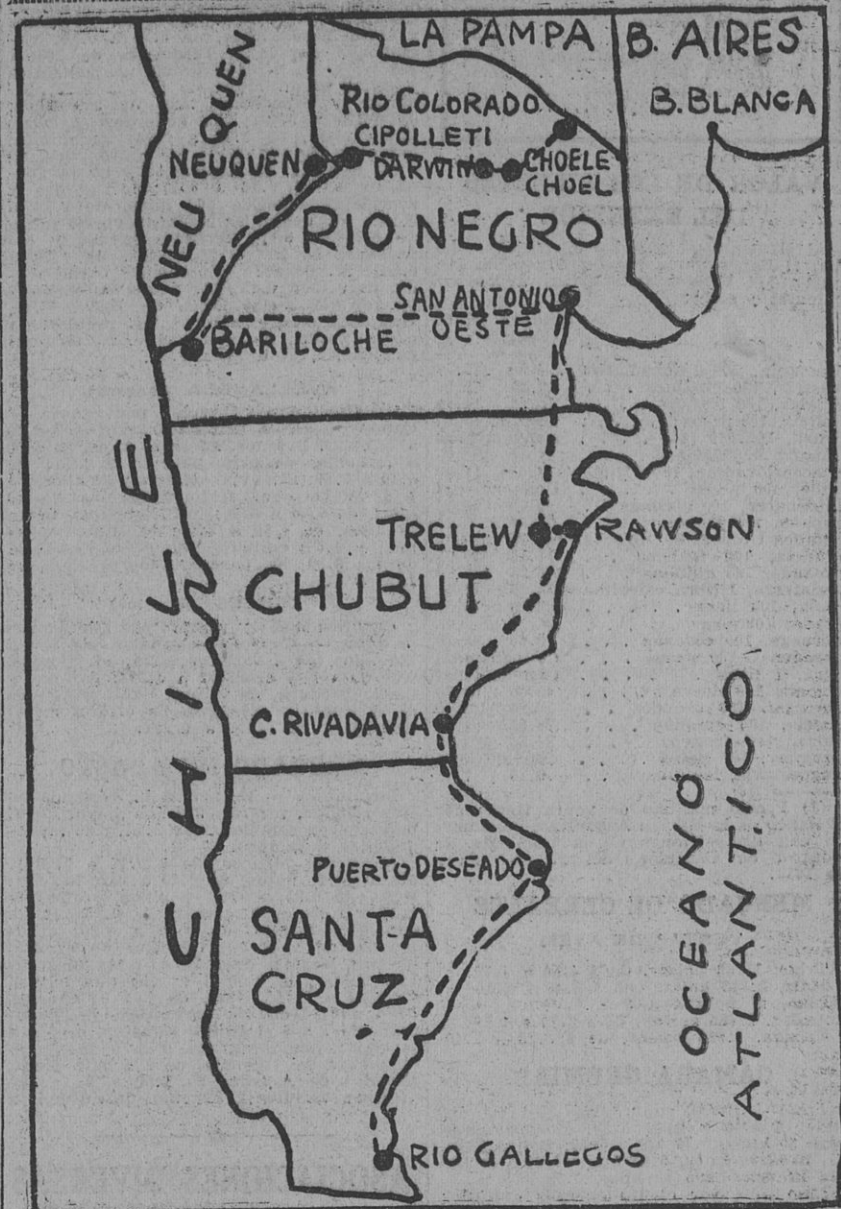 LA PAMPA
B. AIRES
NEUQUEN
RIO COLORADO
B. BLANCA
CIPOLLETI
NEUQUEN
DARWIN
CHOELE
CHOEL
RIO NEGRO
SAN ANTONIO
OESTE
BARILOCHE
CHILE
TRELEW
RAWSON
CHUBUT
C. RIVADAVIA
OCEANO
ATLANTICO
PUERTO DESEADO
SANTA
CRUZ
RIO GALLEGOS